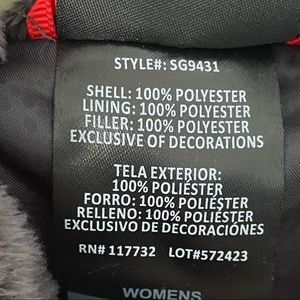 STYLE#: SG9431
SHELL: 100% POLYESTER
LINING: 100% POLYESTER
FILLER: 100% POLYESTER
EXCLUSIVE OF DECORATIONS
TELA EXTERIOR:
100% POLIÉSTER
FORRO: 100% POLIÉSTER
RELLENO: 100% POLIÉSTER
EXCLUSIVO DE DECORACIÓNES
RN# 117732 LOT#572423
WOMENS